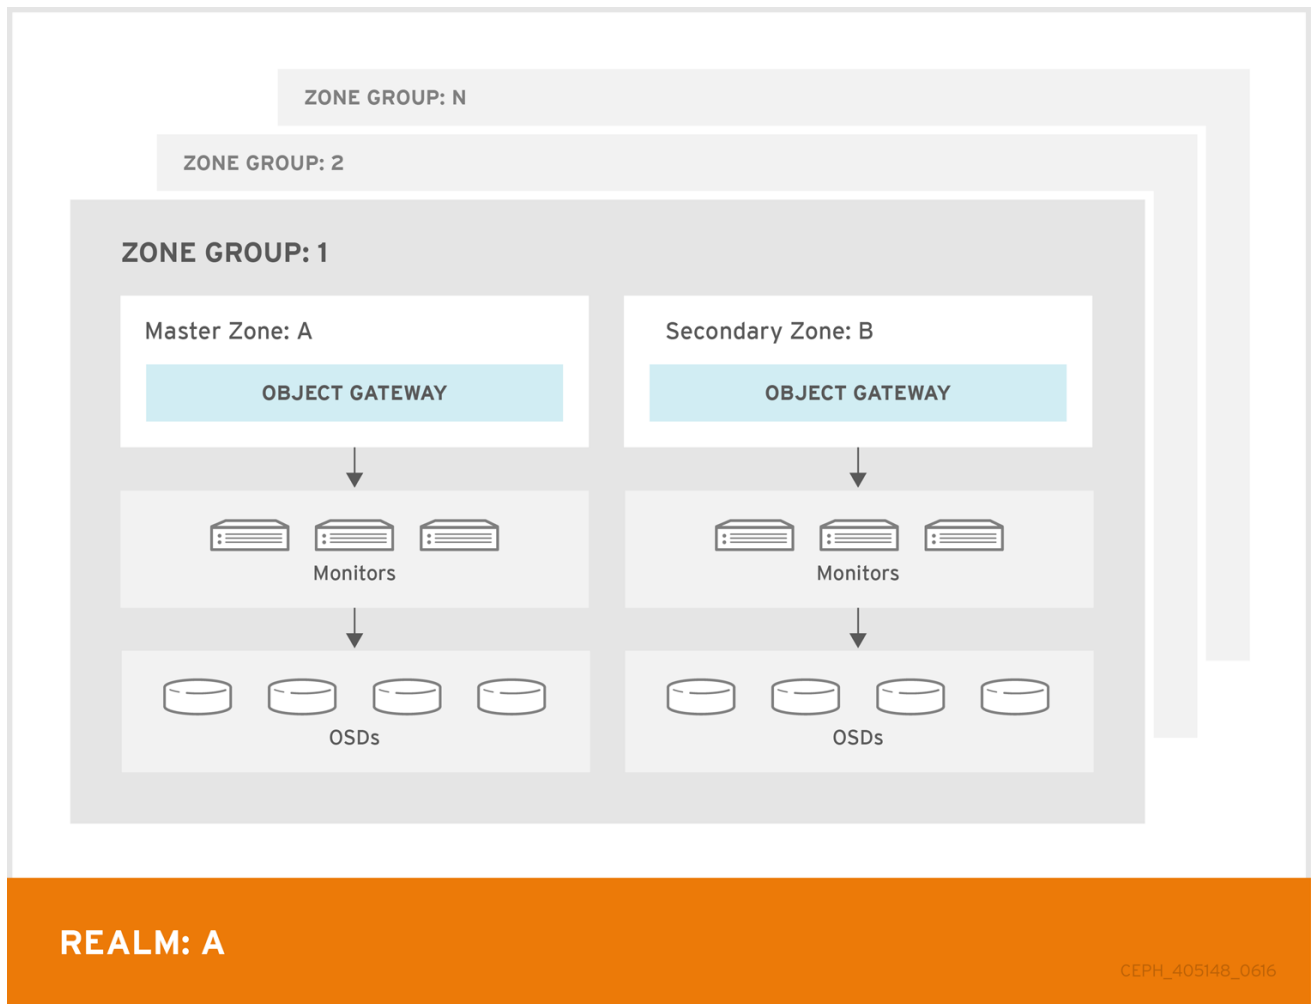 ZONE GROUP: N
ZONE GROUP: 2
ZONE GROUP: 1
Master Zone: A
OBJECT GATEWAY
Monitors
OSDs
Secondary Zone: B
OBJECT GATEWAY
Monitors
OSDs
REALM: A
CEPH_405148_0616